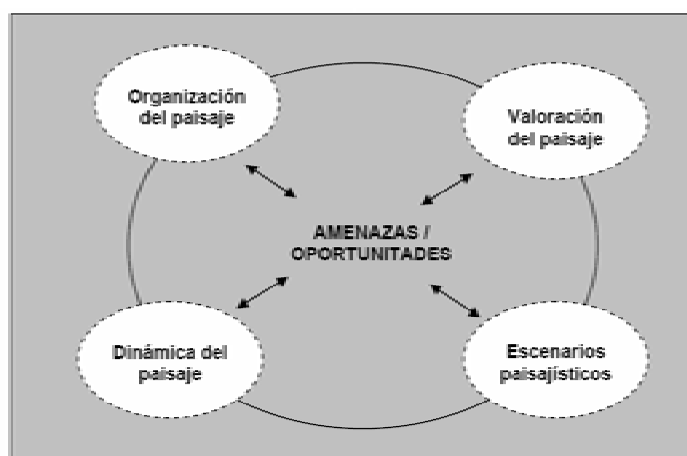 Organización
del paisaje
Valoración
del paisaje
AMENAZAS /
OPORTUNITADES
Dinámica del
paisaje
Escenarios
paisajísticos